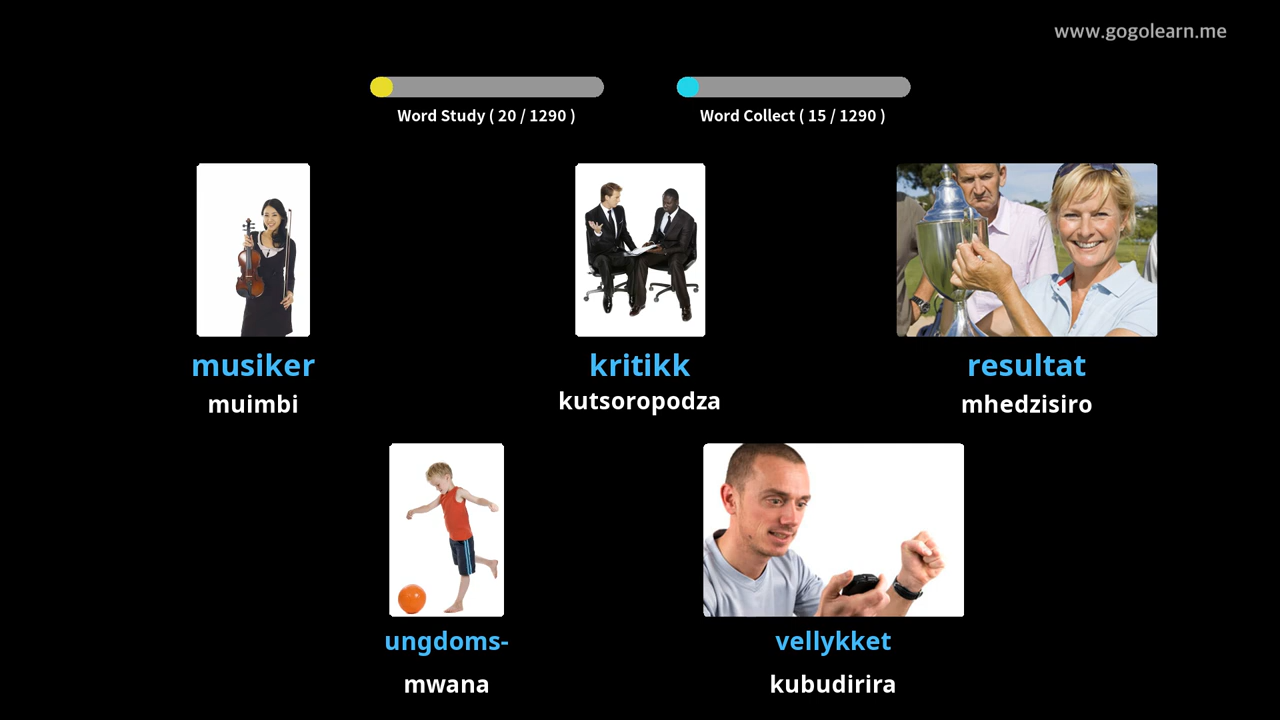 www.gogolearn.me
Word Study ( 20 / 1290 )
Word Collect ( 15 / 1290 )
musiker
muimbi
kritikk
kutsoropodza
resultat
mhedzisiro
ungdoms-
mwana
vellykket
kubudirira